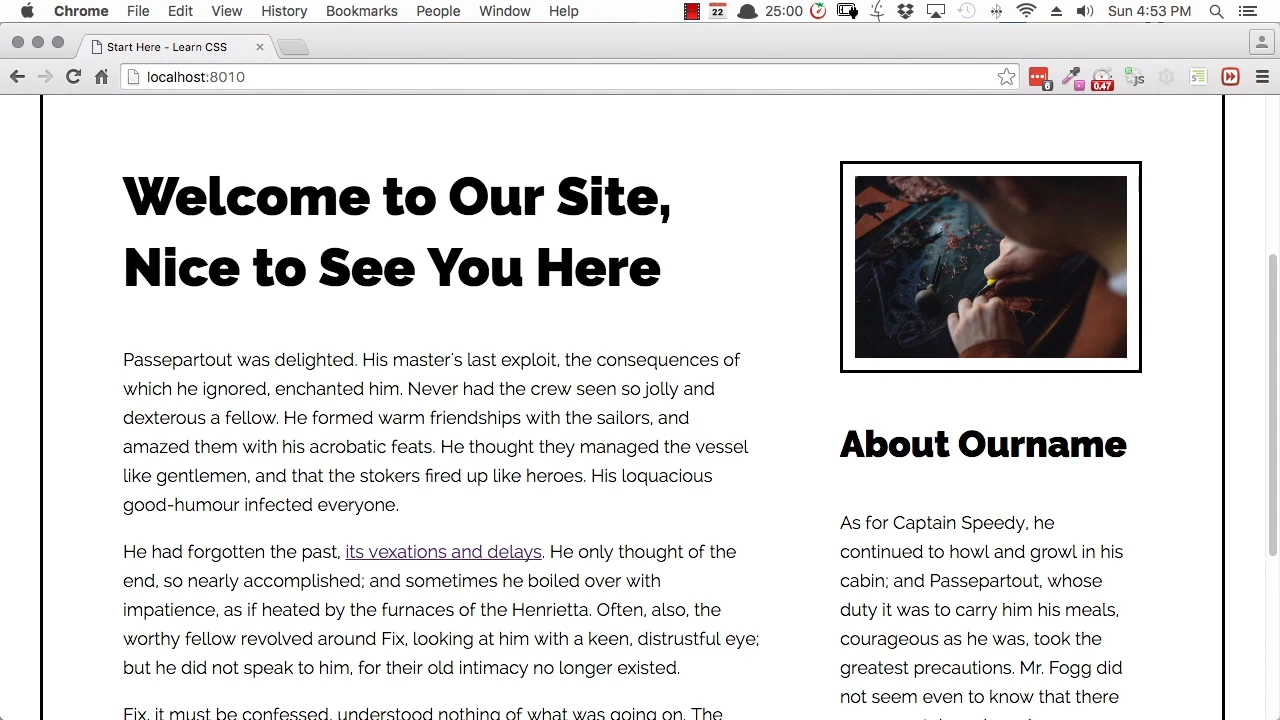 Chrome File Edit View History Bookmarks People Window Help 22 25:00 Sun 4:53 PM
Start Here - Learn CSS
localhost:8010 6 0.47 JS
Welcome to Our Site,
Nice to See You Here
Passepartout was delighted. His master's last exploit, the consequences of
which he ignored, enchanted him. Never had the crew seen so jolly and
dexterous a fellow. He formed warm friendships with the sailors, and
amazed them with his acrobatic feats. He thought they managed the vessel
like gentlemen, and that the stokers fired up like heroes. His loquacious
good-humour infected everyone.
He had forgotten the past, its vexations and delays. He only thought of the
end, so nearly accomplished; and sometimes he boiled over with
impatience, as if heated by the furnaces of the Henrietta. Often, also, the
worthy fellow revolved around Fix, looking at him with a keen, distrustful eye;
but he did not speak to him, for their old intimacy no longer existed.
Fix, it must be confessed, understood nothing of what was going on. The
About Ourname
As for Captain Speedy, he
continued to howl and growl in his
cabin; and Passepartout, whose
duty it was to carry him his meals,
courageous as he was, took the
greatest precautions. Mr. Fogg did
not seem even to know that there